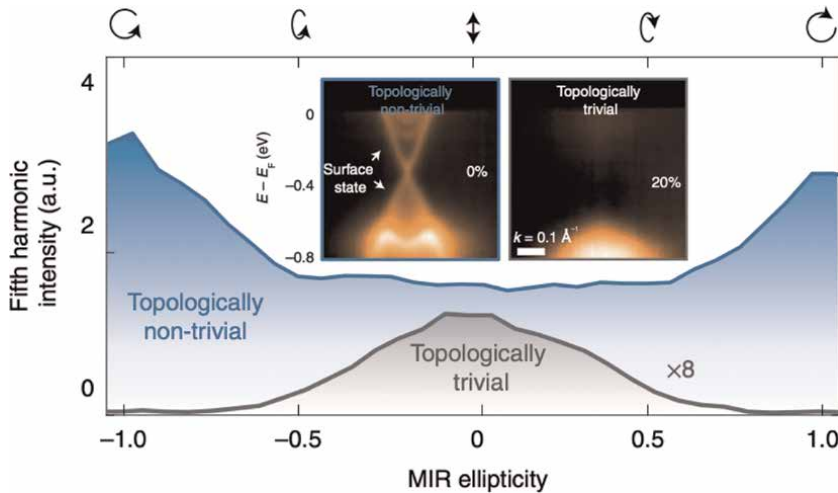 4
2
0
Fifth harmonic
intensity (a.u.)
Topologically
non-trivial
0
−0.4
−0.8
E − E_F (eV)
Surface
state
0%
Topologically
trivial
20%
k = 0.1 Å⁻¹
Topologically
non-trivial
Topologically
trivial
×8
−1.0
−0.5
0
0.5
1.0
MIR ellipticity